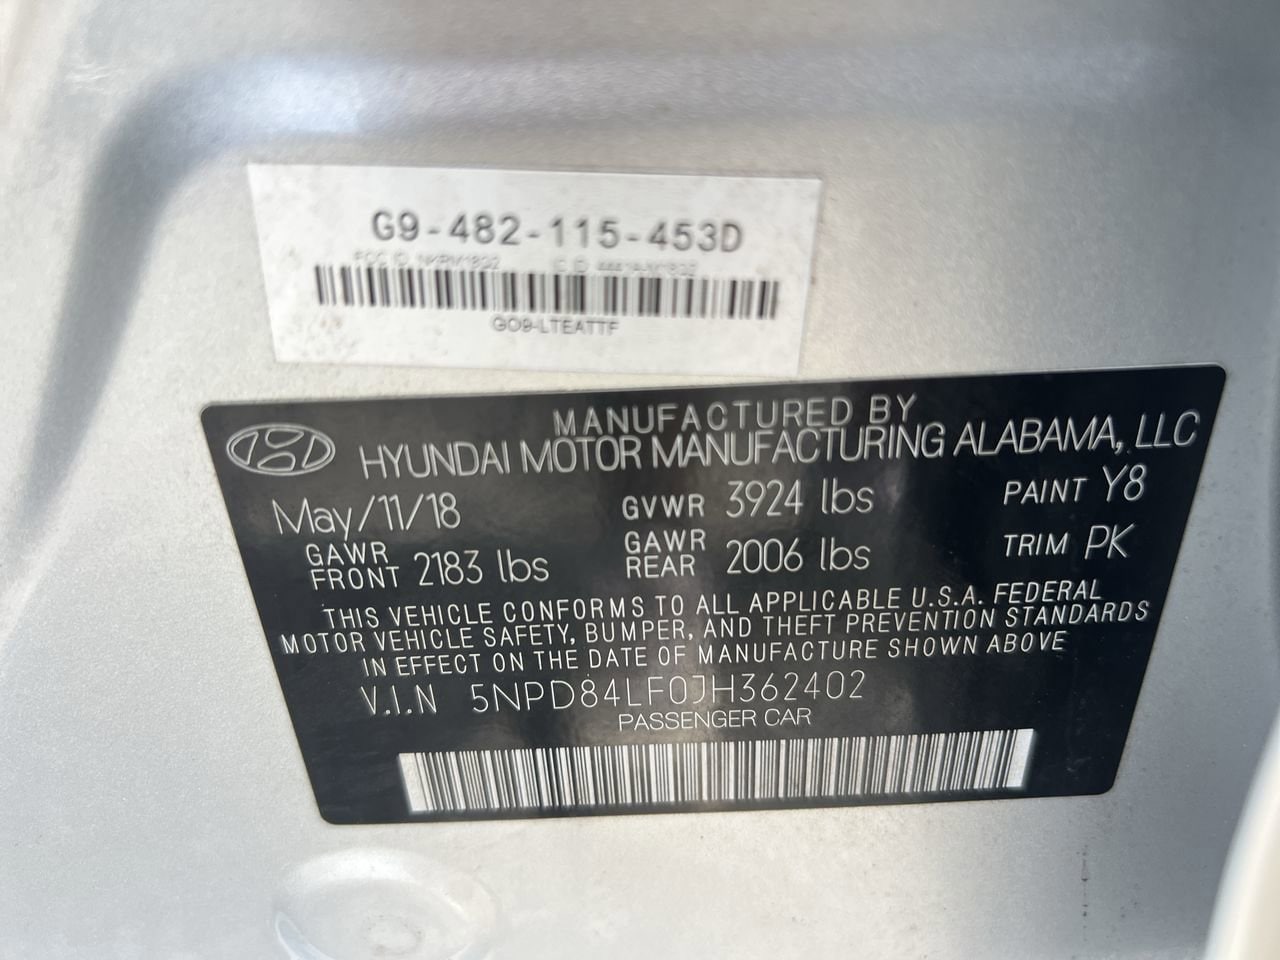 G9-482-115-453D
FCC ID
GO9-LTEATTF
MANUFACTURED BY
HYUNDAI MOTOR MANUFACTURING ALABAMA, LLC
May/11/18 GVWR 3924 lbs PAINT Y8
GAWR FRONT 2183 lbs GAWR REAR 2006 lbs TRIM PK
THIS VEHICLE CONFORMS TO ALL APPLICABLE U.S.A. FEDERAL
MOTOR VEHICLE SAFETY, BUMPER, AND THEFT PREVENTION STANDARDS
IN EFFECT ON THE DATE OF MANUFACTURE SHOWN ABOVE
V.I.N 5NPD84LF0JH362402
PASSENGER CAR